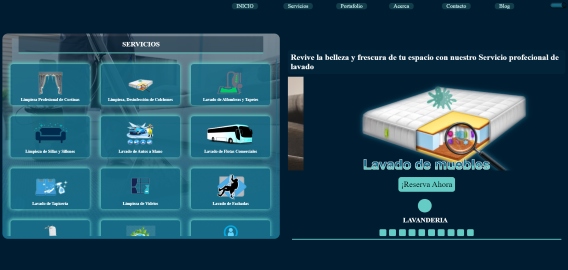 INICIO
Servicios
Portafolio
Acerca
Contacto
Blog
SERVICIOS
Limpieza Profesional de Cortinas
Limpieza, Desinfección de Colchones
Lavado de Alfombras y Tapetes
Limpieza de Sillas y Sillones
Lavado de Autos a Mano
Lavado de Flotas Comerciales
Lavado de Tapicería
Limpieza de Vidrios
Lavado de Fachadas
Revive la belleza y frescura de tu espacio con nuestro Servicio profecional de
lavado
Lavado de muebles
¡Reserva Ahora
LAVANDERIA